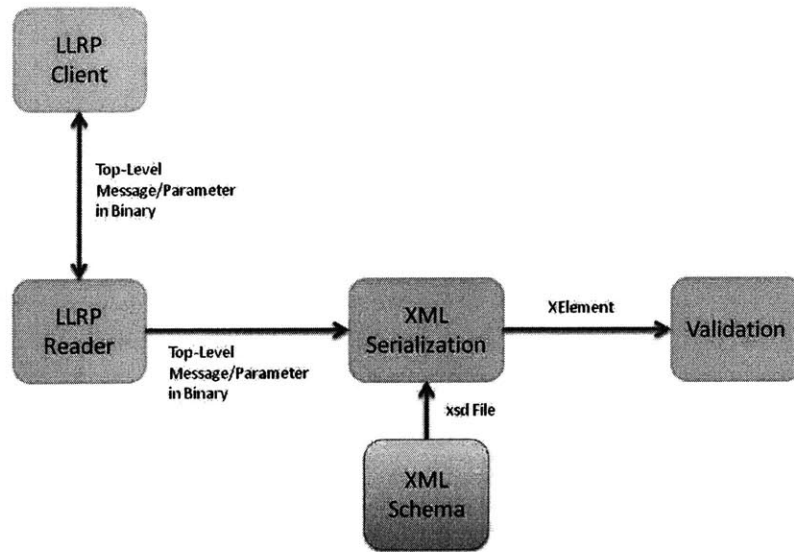 LLRP
Client
Top-Level
Message/Parameter
in Binary
LLRP
Reader
Top-Level
Message/Parameter
in Binary
XML
Serialization
XElement
Validation
xsd File
XML
Schema